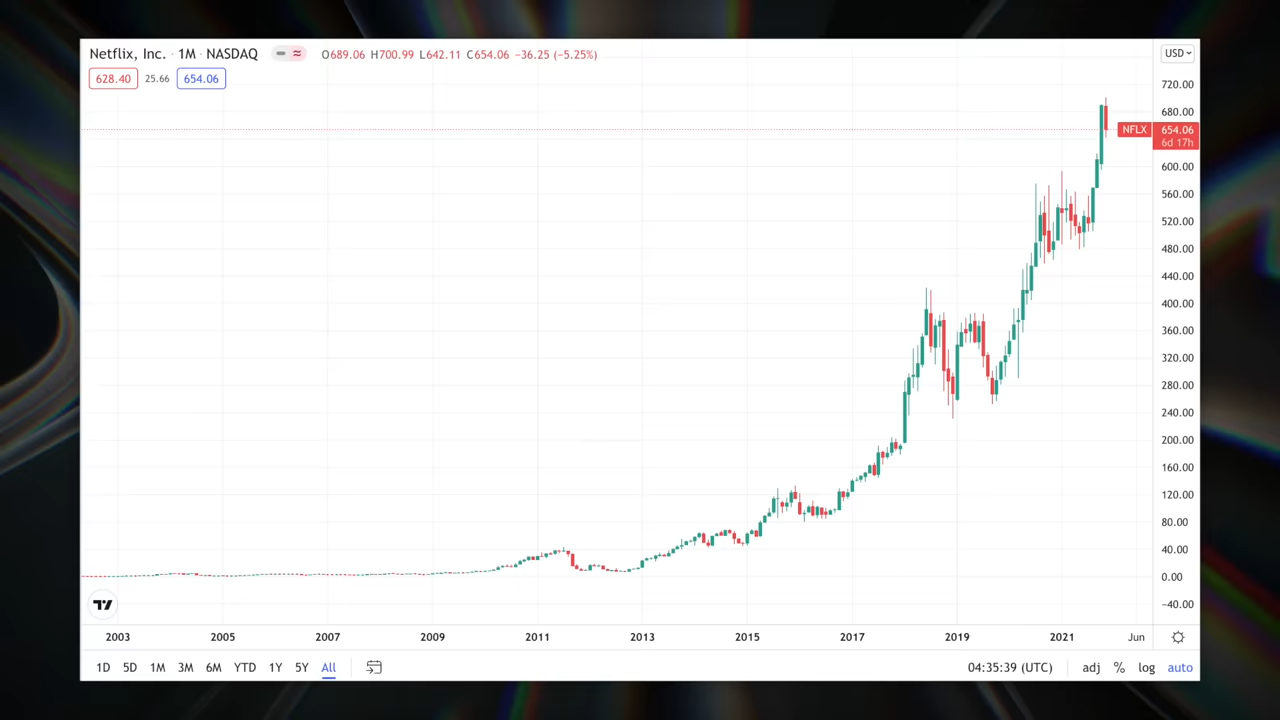 Netflix, Inc. · 1M · NASDAQ O689.06 H700.99 L642.11 C654.06 −36.25 (−5.25%)
628.40 25.66 654.06
USD
720.00
680.00
NFLX 654.06
6d 17h
600.00
560.00
520.00
480.00
440.00
400.00
360.00
320.00
280.00
240.00
200.00
160.00
120.00
80.00
40.00
0.00
−40.00
2003 2005 2007 2009 2011 2013 2015 2017 2019 2021 Jun
1D 5D 1M 3M 6M YTD 1Y 5Y All 04:35:39 (UTC) adj % log auto